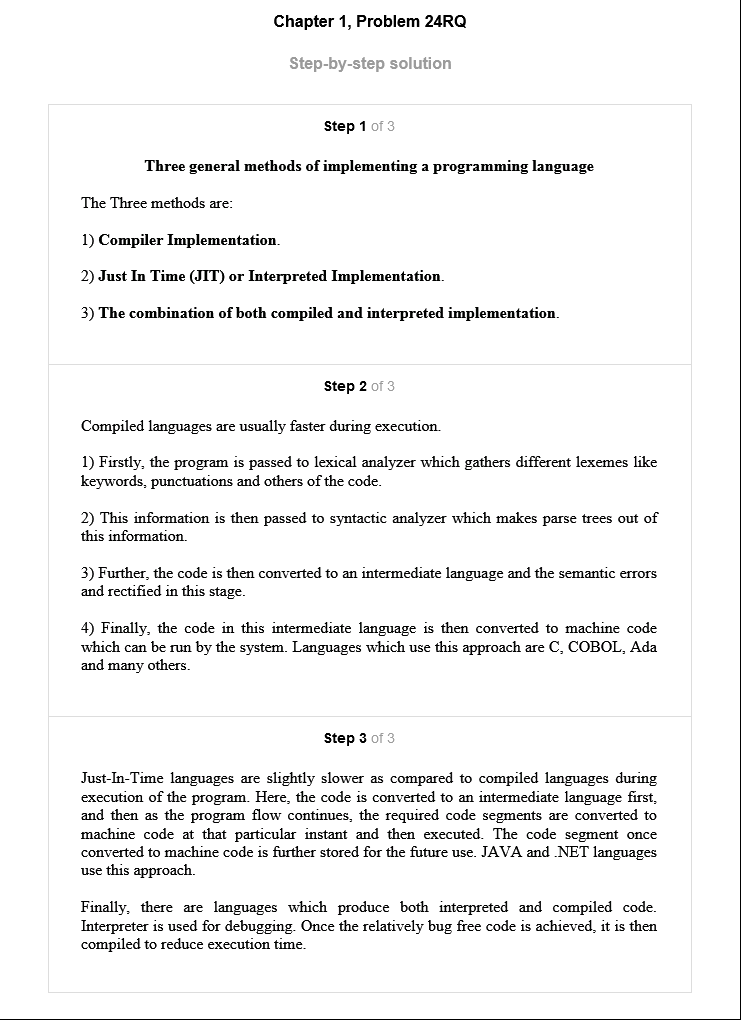 Chapter 1, Problem 24RQ
Step-by-step solution
Step 1 of 3
Three general methods of implementing a programming language
The Three methods are:
1) Compiler Implementation.
2) Just In Time (JIT) or Interpreted Implementation.
3) The combination of both compiled and interpreted implementation.
Step 2 of 3
Compiled languages are usually faster during execution.
1) Firstly, the program is passed to lexical analyzer which gathers different lexemes like
keywords, punctuations and others of the code.
2) This information is then passed to syntactic analyzer which makes parse trees out of
this information.
3) Further, the code is then converted to an intermediate language and the semantic errors
and rectified in this stage.
4) Finally, the code in this intermediate language is then converted to machine code
which can be run by the system. Languages which use this approach are C, COBOL, Ada
and many others.
Step 3 of 3
Just-In-Time languages are slightly slower as compared to compiled languages during
execution of the program. Here, the code is converted to an intermediate language first,
and then as the program flow continues, the required code segments are converted to
machine code at that particular instant and then executed. The code segment once
converted to machine code is further stored for the future use. JAVA and .NET languages
use this approach.
Finally, there are languages which produce both interpreted and compiled code.
Interpreter is used for debugging. Once the relatively bug free code is achieved, it is then
compiled to reduce execution time.